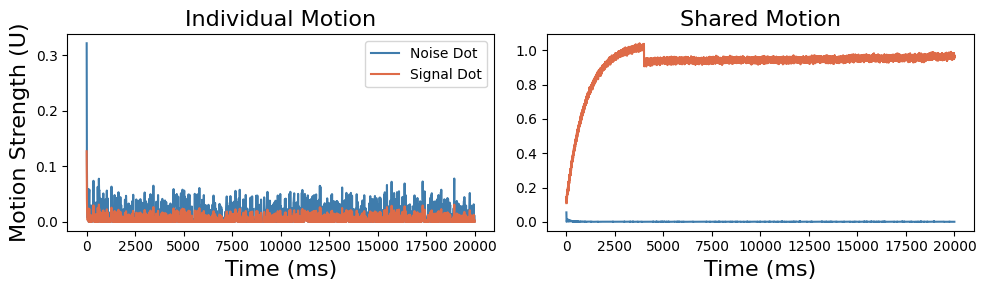 Individual Motion
Motion Strength (U)
0.3
0.2
0.1
0.0
Noise Dot
Signal Dot
0 2500 5000 7500 10000 12500 15000 17500 20000
Time (ms)
Shared Motion
1.0
0.8
0.6
0.4
0.2
0.0
0 2500 5000 7500 10000 12500 15000 17500 20000
Time (ms)